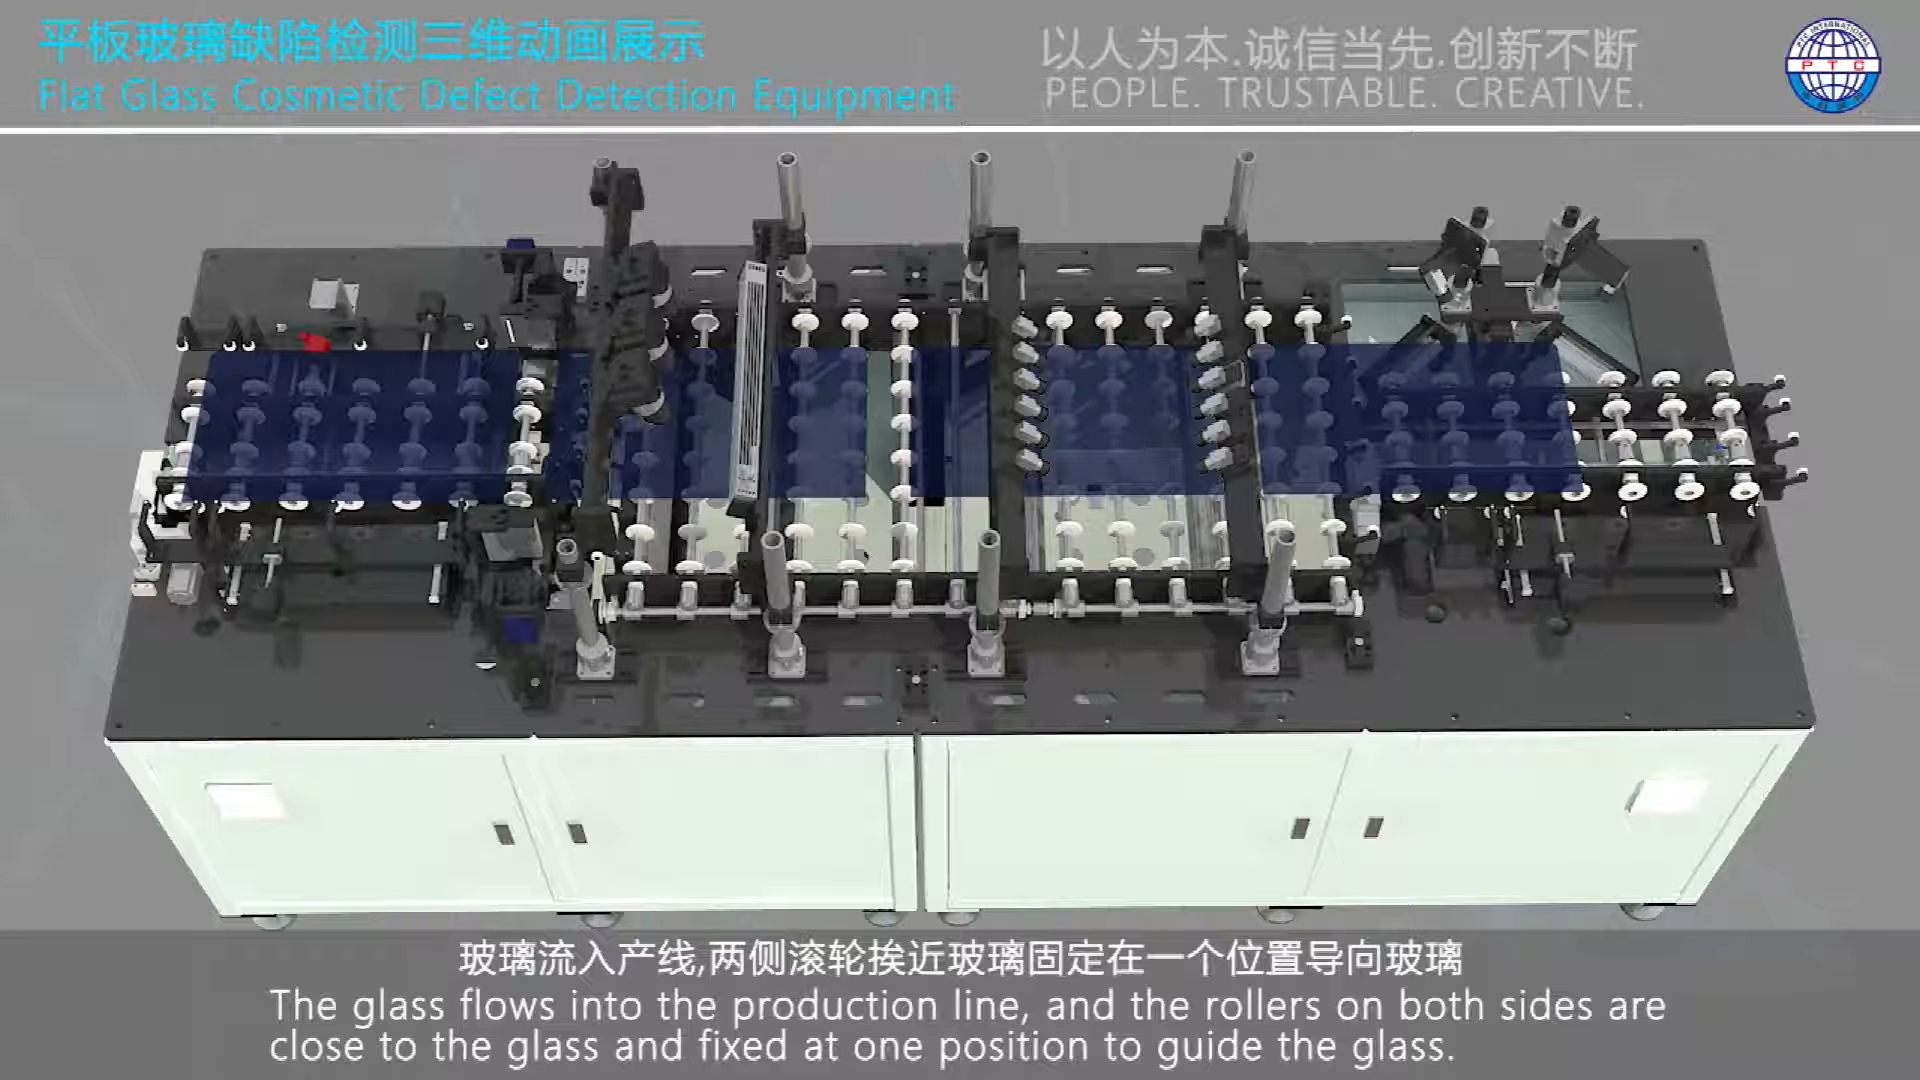 平板玻璃缺陷检测三维动画展示
Flat Glass Cosmetic Defect Detection Equipment
以人为本.诚信当先.创新不断
PEOPLE. TRUSTABLE. CREATIVE.
PTC INTERNATIONAL
PTC
玻璃流入产线,两侧滚轮挨近玻璃固定在一个位置导向玻璃
The glass flows into the production line, and the rollers on both sides are
close to the glass and fixed at one position to guide the glass.